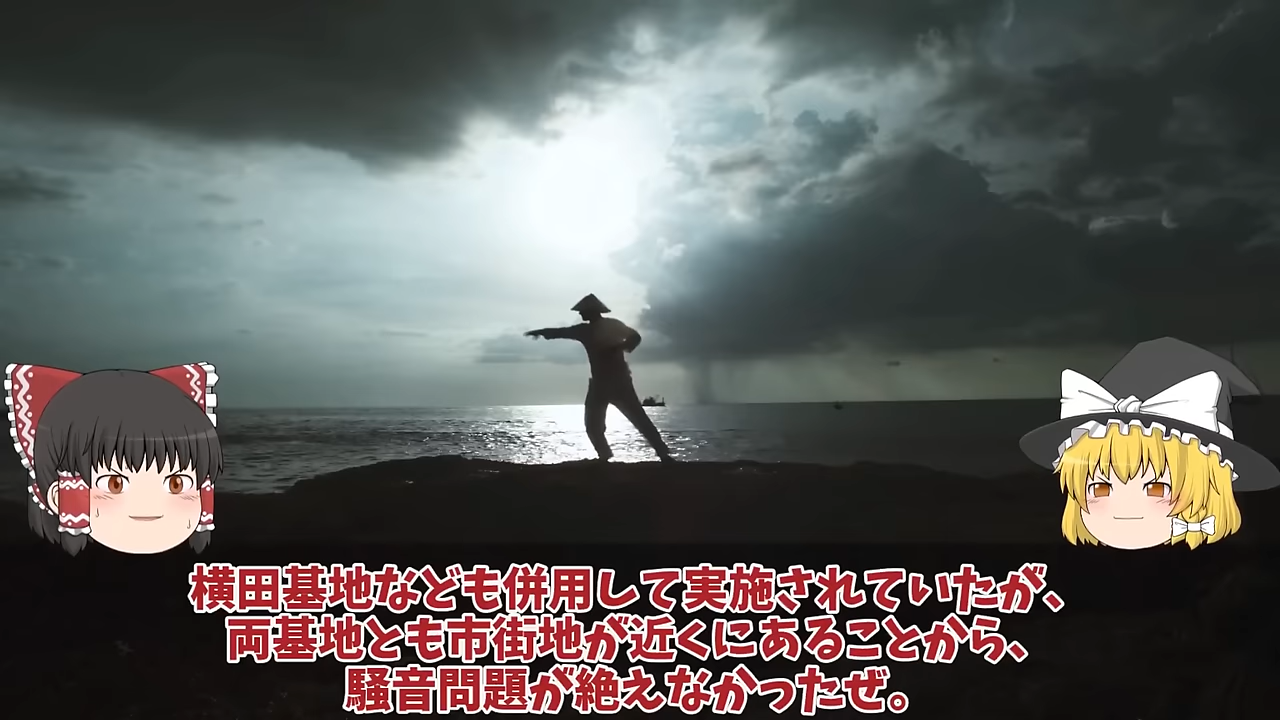 横田基地なども併用して実施されていたが、
両基地とも市街地が近くにあることから、
騒音問題が絶えなかったぜ。